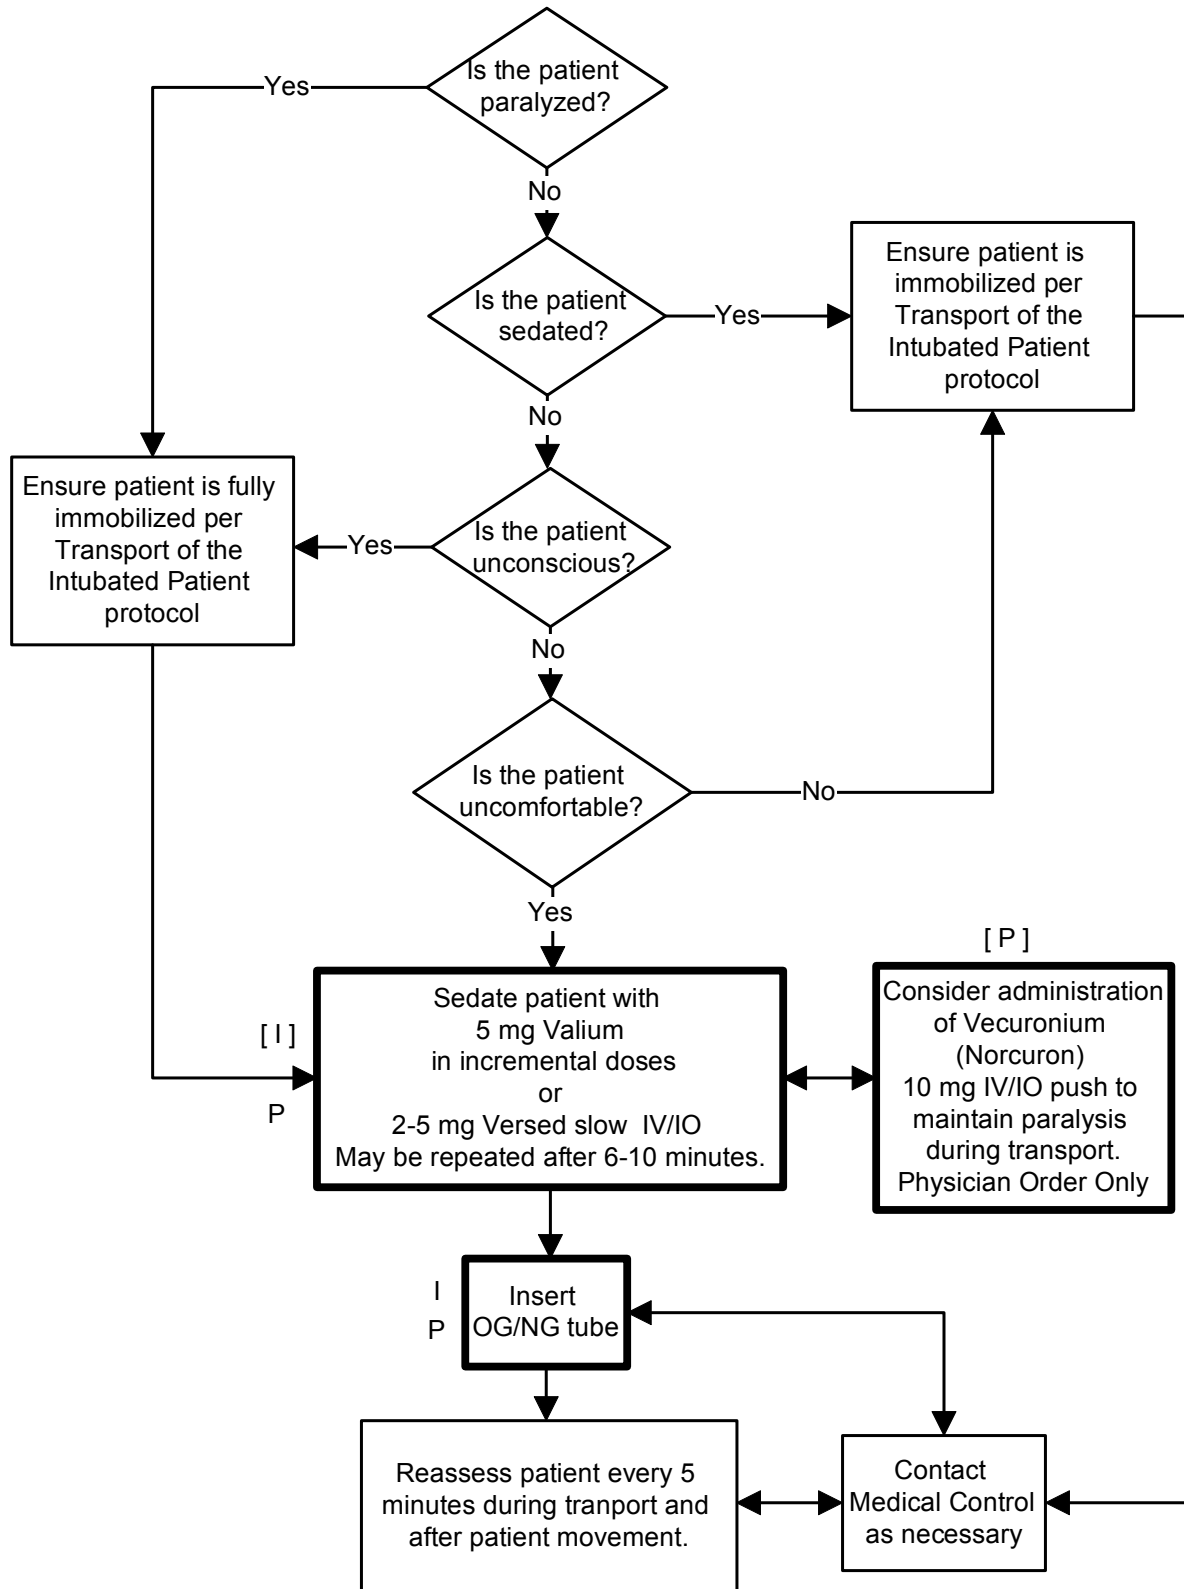 Is the patient
paralyzed?
Yes
No
Is the patient
sedated?
Yes
Ensure patient is
immobilized per
Transport of the
Intubated Patient
protocol
No
Ensure patient is fully
immobilized per
Transport of the
Intubated Patient
protocol
Yes
Is the patient
unconscious?
No
Is the patient
uncomfortable?
No
Yes
[ I ]
P
Sedate patient with
5 mg Valium
in incremental doses
or
2-5 mg Versed slow IV/IO
May be repeated after 6-10 minutes.
[ P ]
Consider administration
of Vecuronium
(Norcuron)
10 mg IV/IO push to
maintain paralysis
during transport.
Physician Order Only
I
P
Insert
OG/NG tube
Reassess patient every 5
minutes during tranport and
after patient movement.
Contact
Medical Control
as necessary